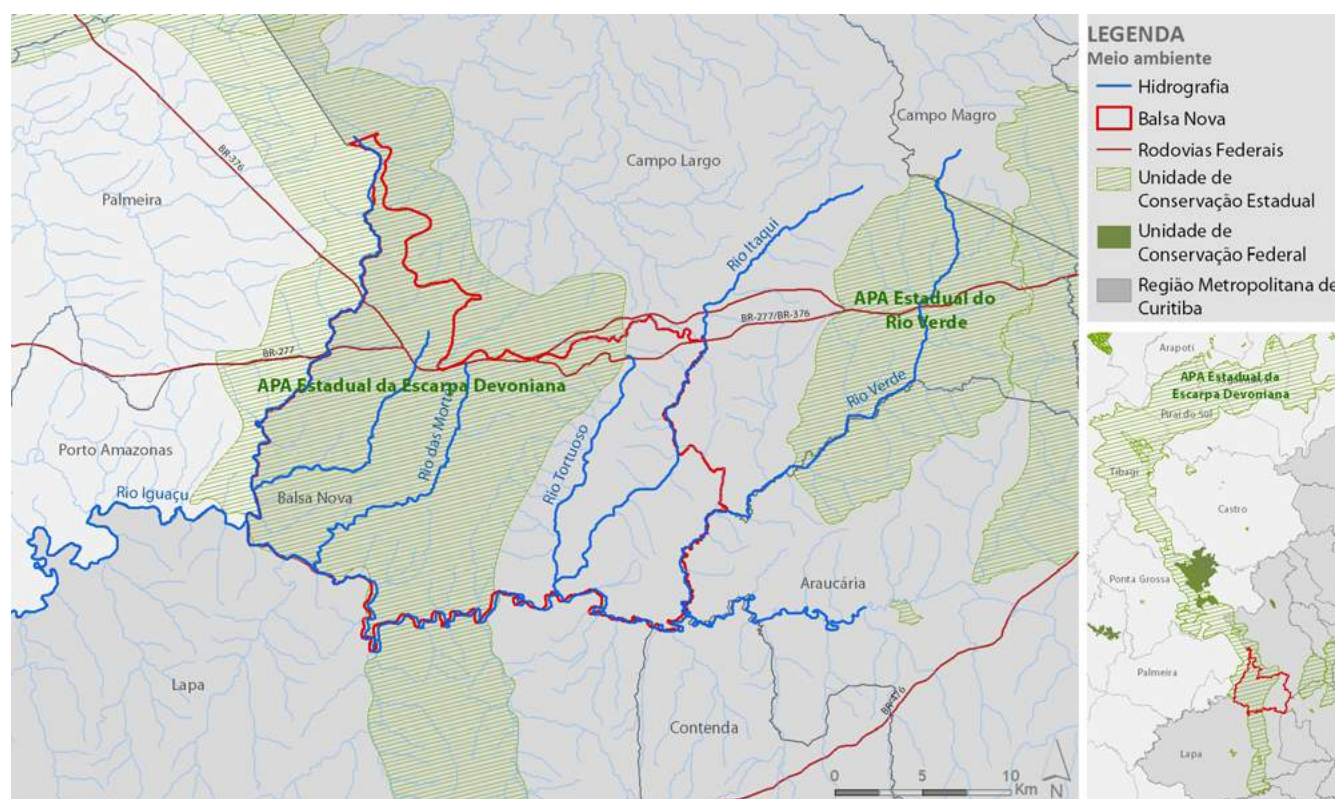 BR-376
Palmeira
Campo Largo
Campo Magro
Rio Itaqui
APA Estadual do
Rio Verde
BR-277/BR-376
BR-277
APA Estadual da Escarpa Devoniana
Rio Verde
Rio das Mortes
Rio Tortuoso
Porto Amazonas
Rio Iguaçu
Balsa Nova
Araucária
Lapa
BR-476
Contenda
0 5 10
Km
N
LEGENDA
Meio ambiente
Hidrografia
Balsa Nova
Rodovias Federais
Unidade de
Conservação Estadual
Unidade de
Conservação Federal
Região Metropolitana de
Curitiba
Arapoti
APA Estadual da
Escarpa Devoniana
Piraí do Sul
Tibagi
Castro
Ponta Grossa
Palmeira
Lapa